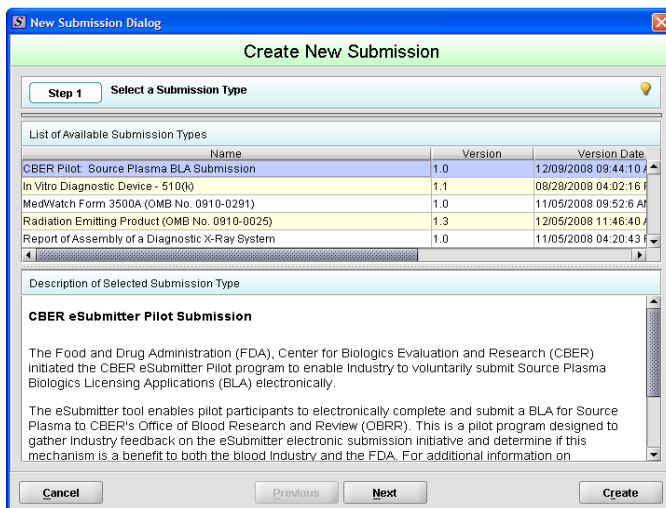 New Submission Dialog
Create New Submission
Step 1 Select a Submission Type
List of Available Submission Types
Name Version Version Date
CBER Pilot: Source Plasma BLA Submission 1.0 12/09/2008 09:44:10
In Vitro Diagnostic Device - 510(k) 1.1 08/28/2008 04:02:16
MedWatch Form 3500A (OMB No. 0910-0291) 1.0 11/05/2008 09:52:6
Radiation Emitting Product (OMB No. 0910-0025) 1.3 12/05/2008 11:46:40
Report of Assembly of a Diagnostic X-Ray System 1.0 11/05/2008 04:20:43
Description of Selected Submission Type
CBER eSubmitter Pilot Submission
The Food and Drug Administration (FDA), Center for Biologics Evaluation and Research (CBER)
initiated the CBER eSubmitter Pilot program to enable Industry to voluntarily submit Source Plasma
Biologics Licensing Applications (BLA) electronically.
The eSubmitter tool enables pilot participants to electronically complete and submit a BLA for Source
Plasma to CBER's Office of Blood Research and Review (OBRR). This is a pilot program designed to
gather Industry feedback on the eSubmitter electronic submission initiative and determine if this
mechanism is a benefit to both the blood Industry and the FDA. For additional information on
Cancel Previous Next Create